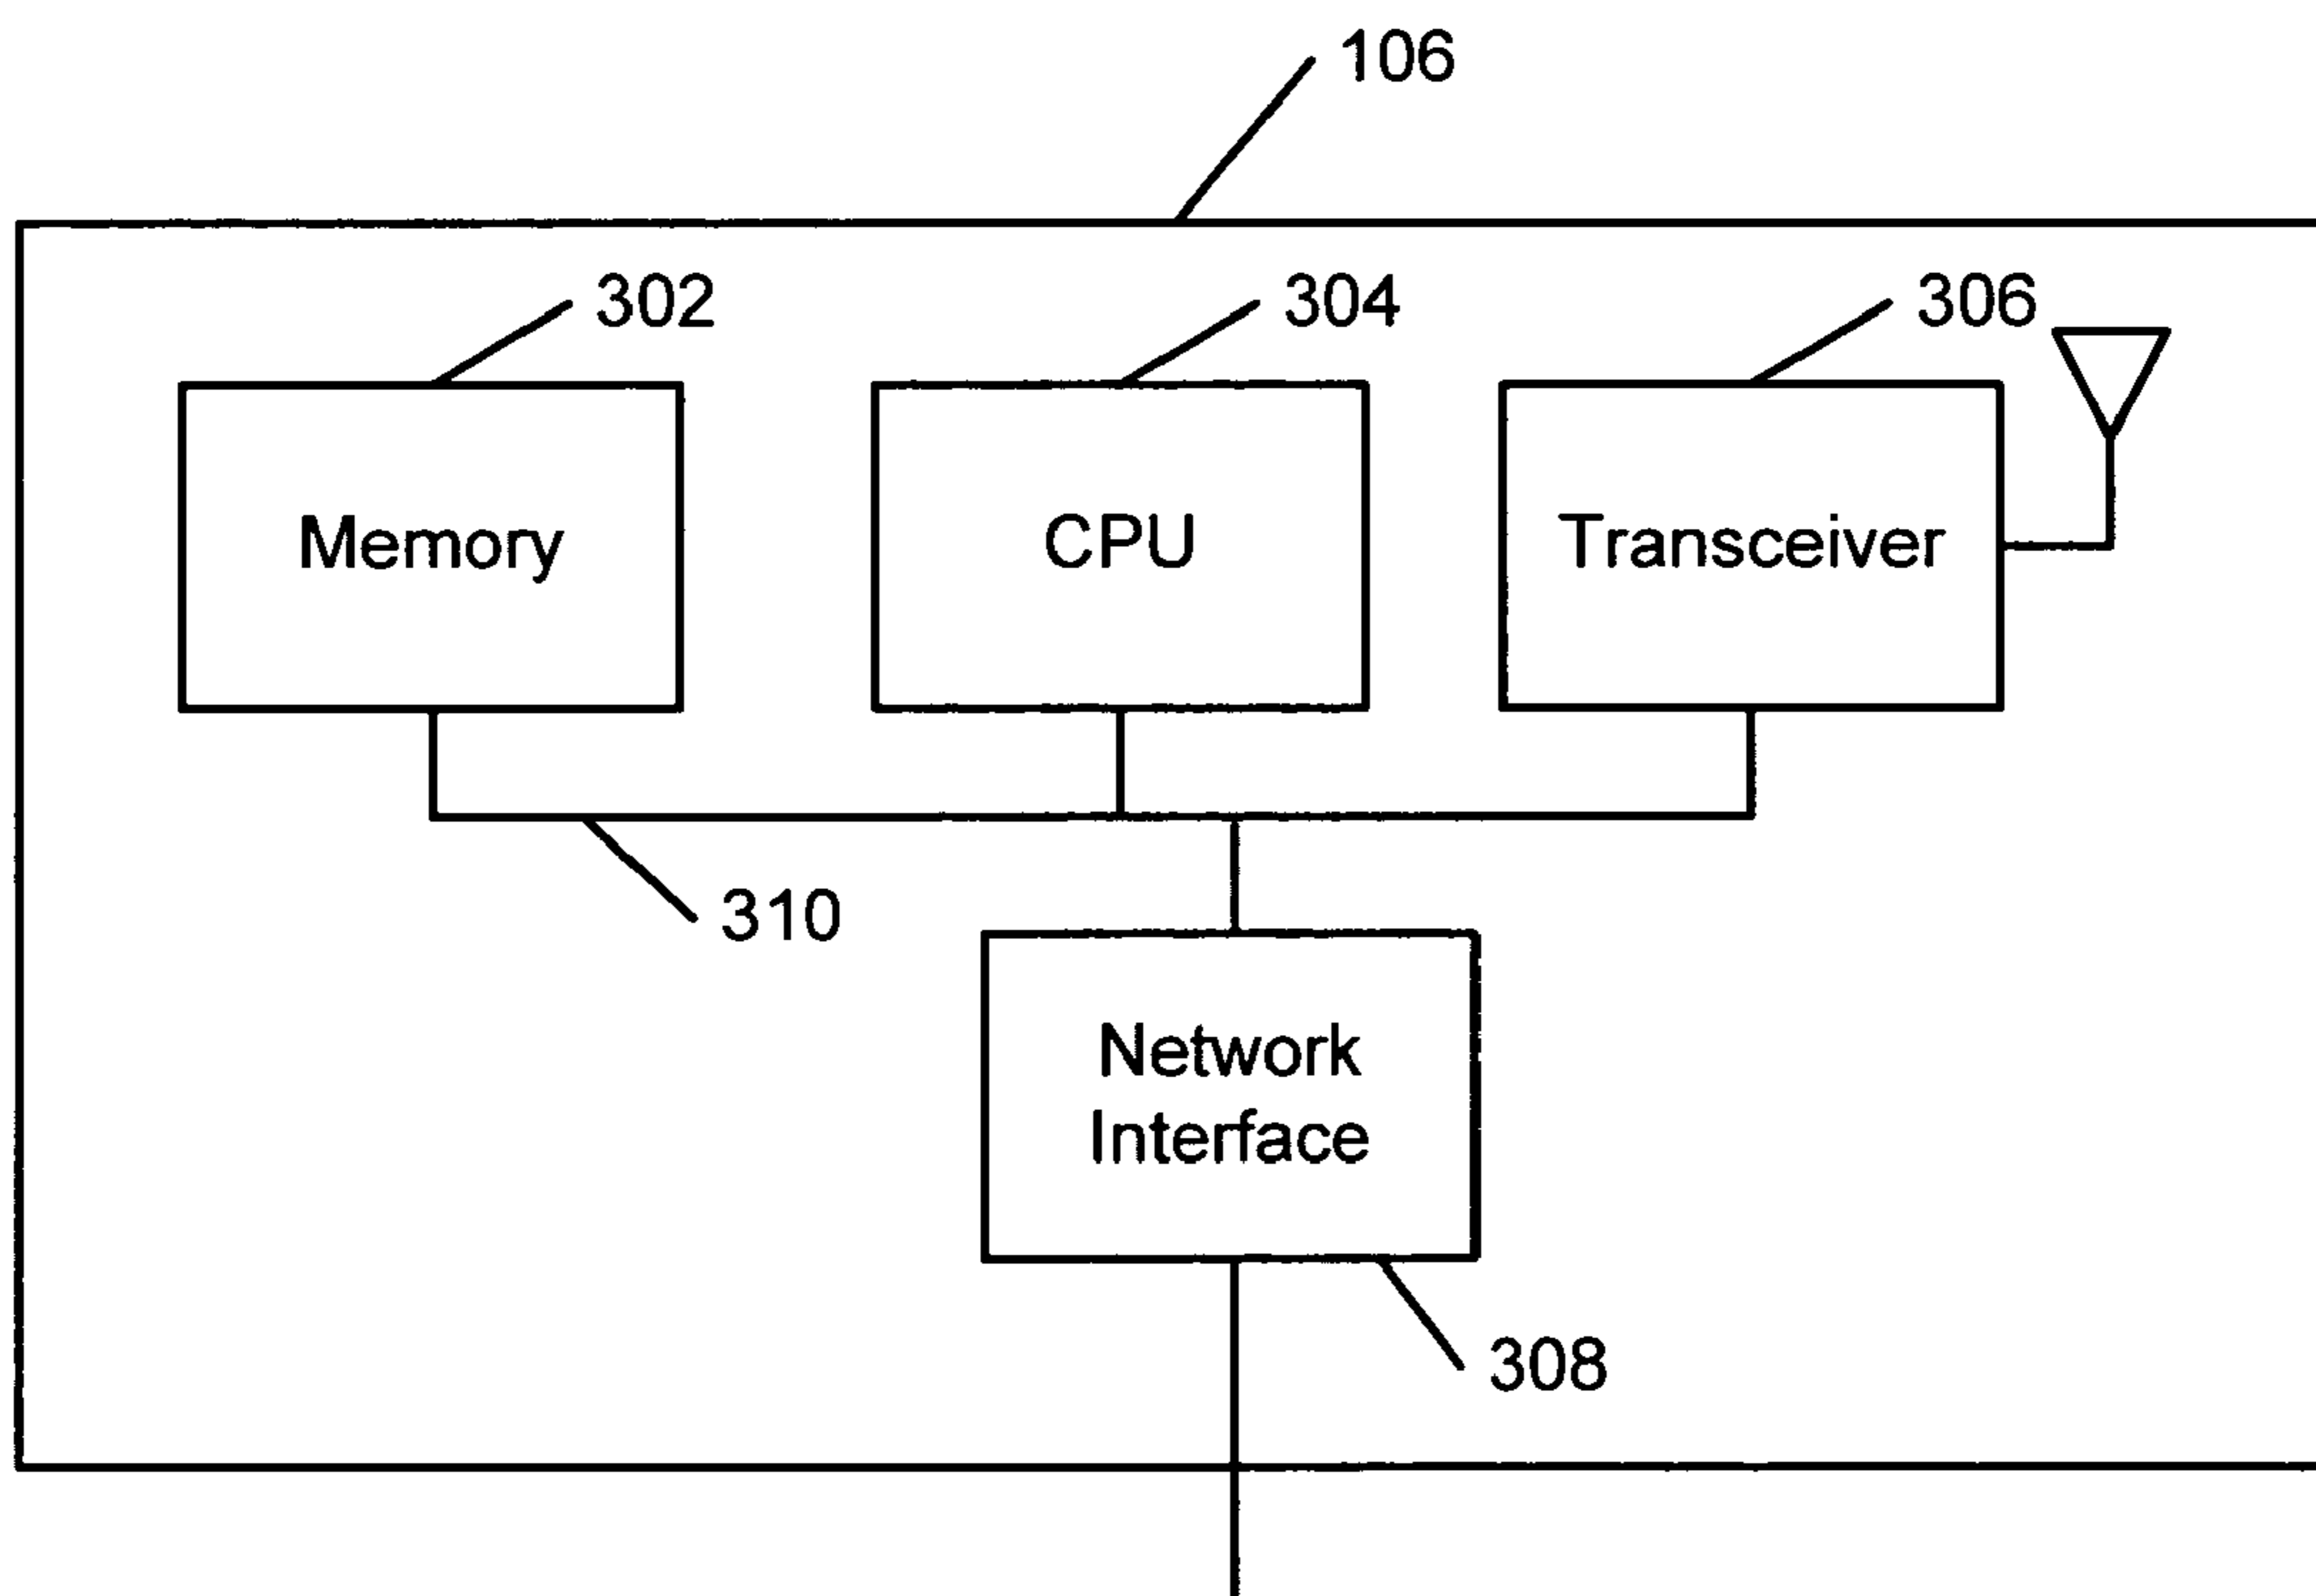 106
302
304
306
Memory
CPU
Transceiver
310
Network
Interface
308